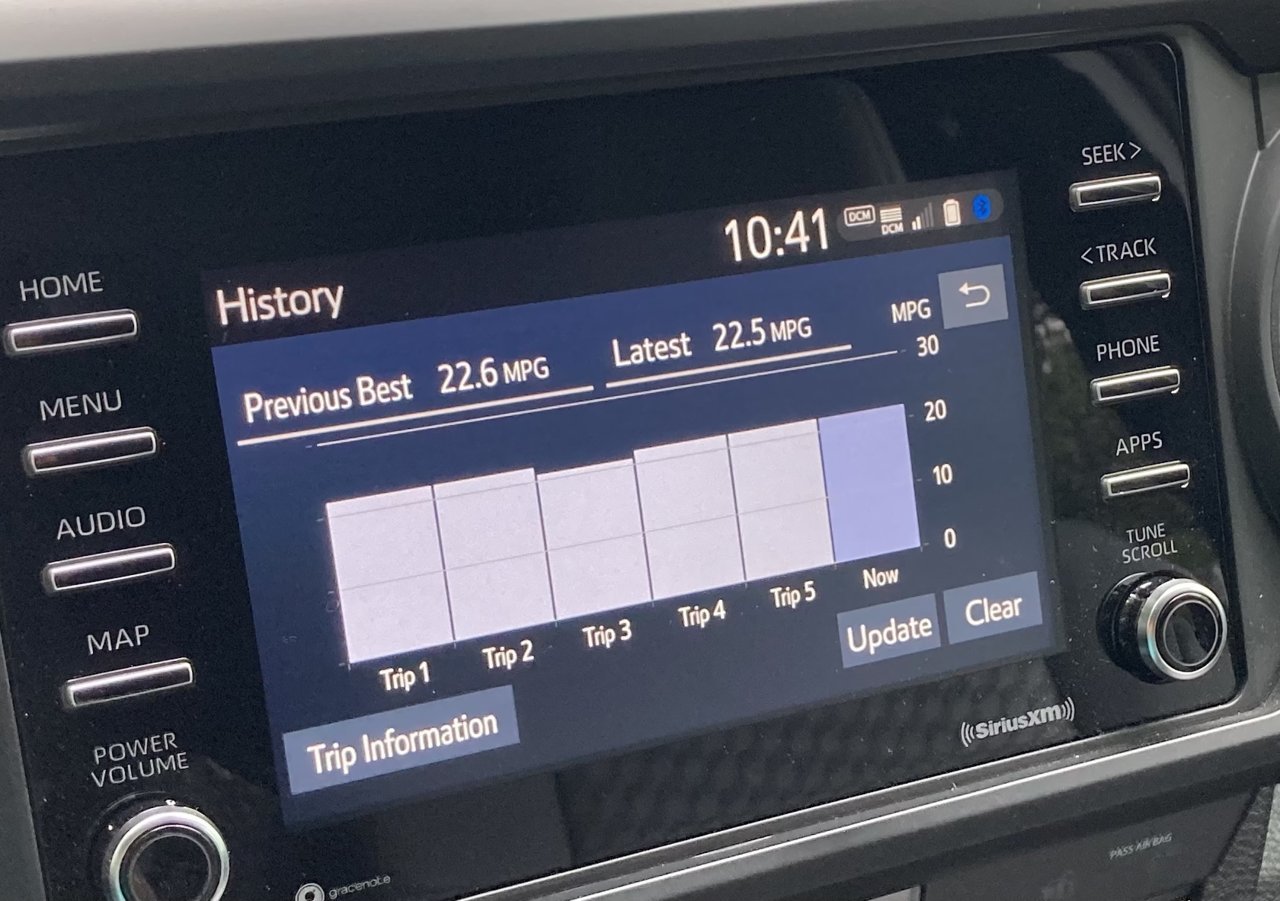 HOME
MENU
AUDIO
MAP
POWER
VOLUME
History
10:41
DCM
DCM
Previous Best 22.6 MPG
Latest 22.5 MPG
MPG
30
20
10
0
Trip 1
Trip 2
Trip 3
Trip 4
Trip 5
Now
Update
Clear
Trip Information
SEEK >
< TRACK
PHONE
APPS
TUNE
SCROLL
((SiriusXM))
gracenote
PASS AIR BAG